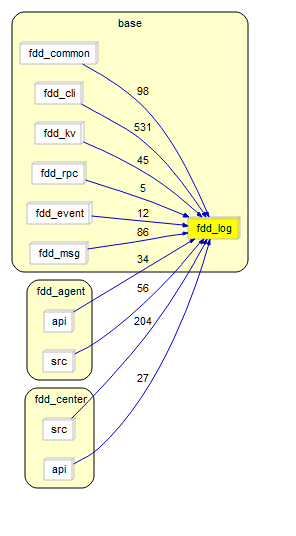 base
fdd_common
98
fdd_cli
531
fdd_kv
45
fdd_rpc
5
fdd_event
12
fdd_log
fdd_msg
86
34
fdd_agent
56
api
204
src
27
fdd_center
src
api